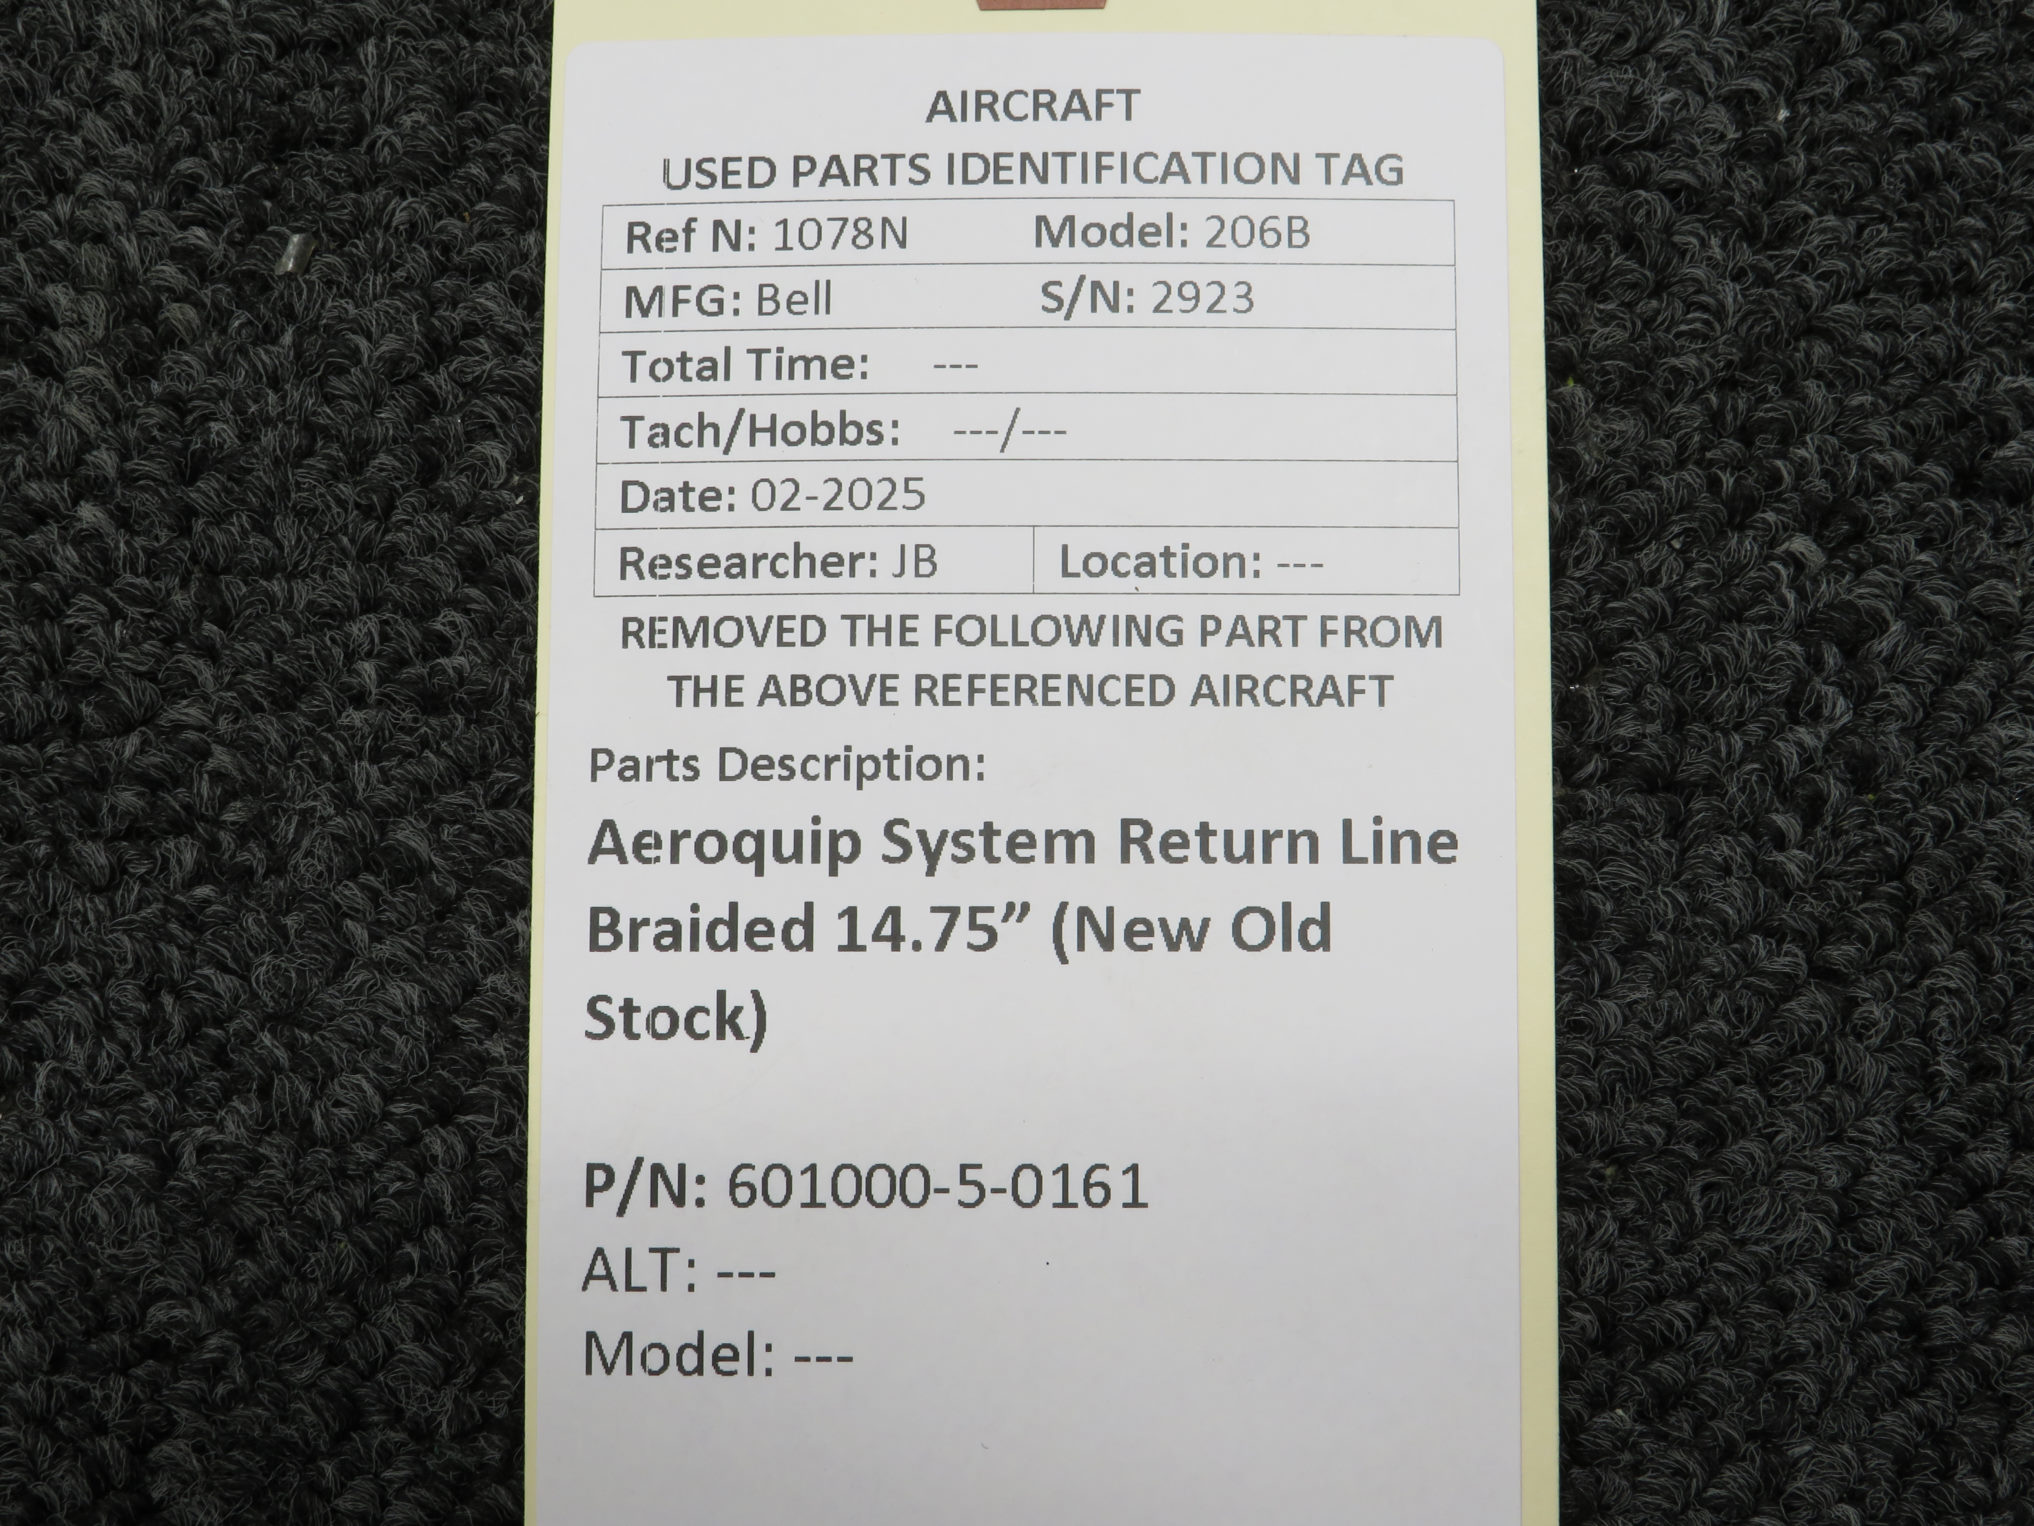 AIRCRAFT
USED PARTS IDENTIFICATION TAG
Ref N: 1078N Model: 206B
MFG: Bell S/N: 2923
Total Time: ---
Tach/Hobbs: ---/---
Date: 02-2025
Researcher: JB Location: ---
REMOVED THE FOLLOWING PART FROM
THE ABOVE REFERENCED AIRCRAFT
Parts Description:
Aeroquip System Return Line
Braided 14.75” (New Old
Stock)
P/N: 601000-5-0161
ALT: ---
Model: ---